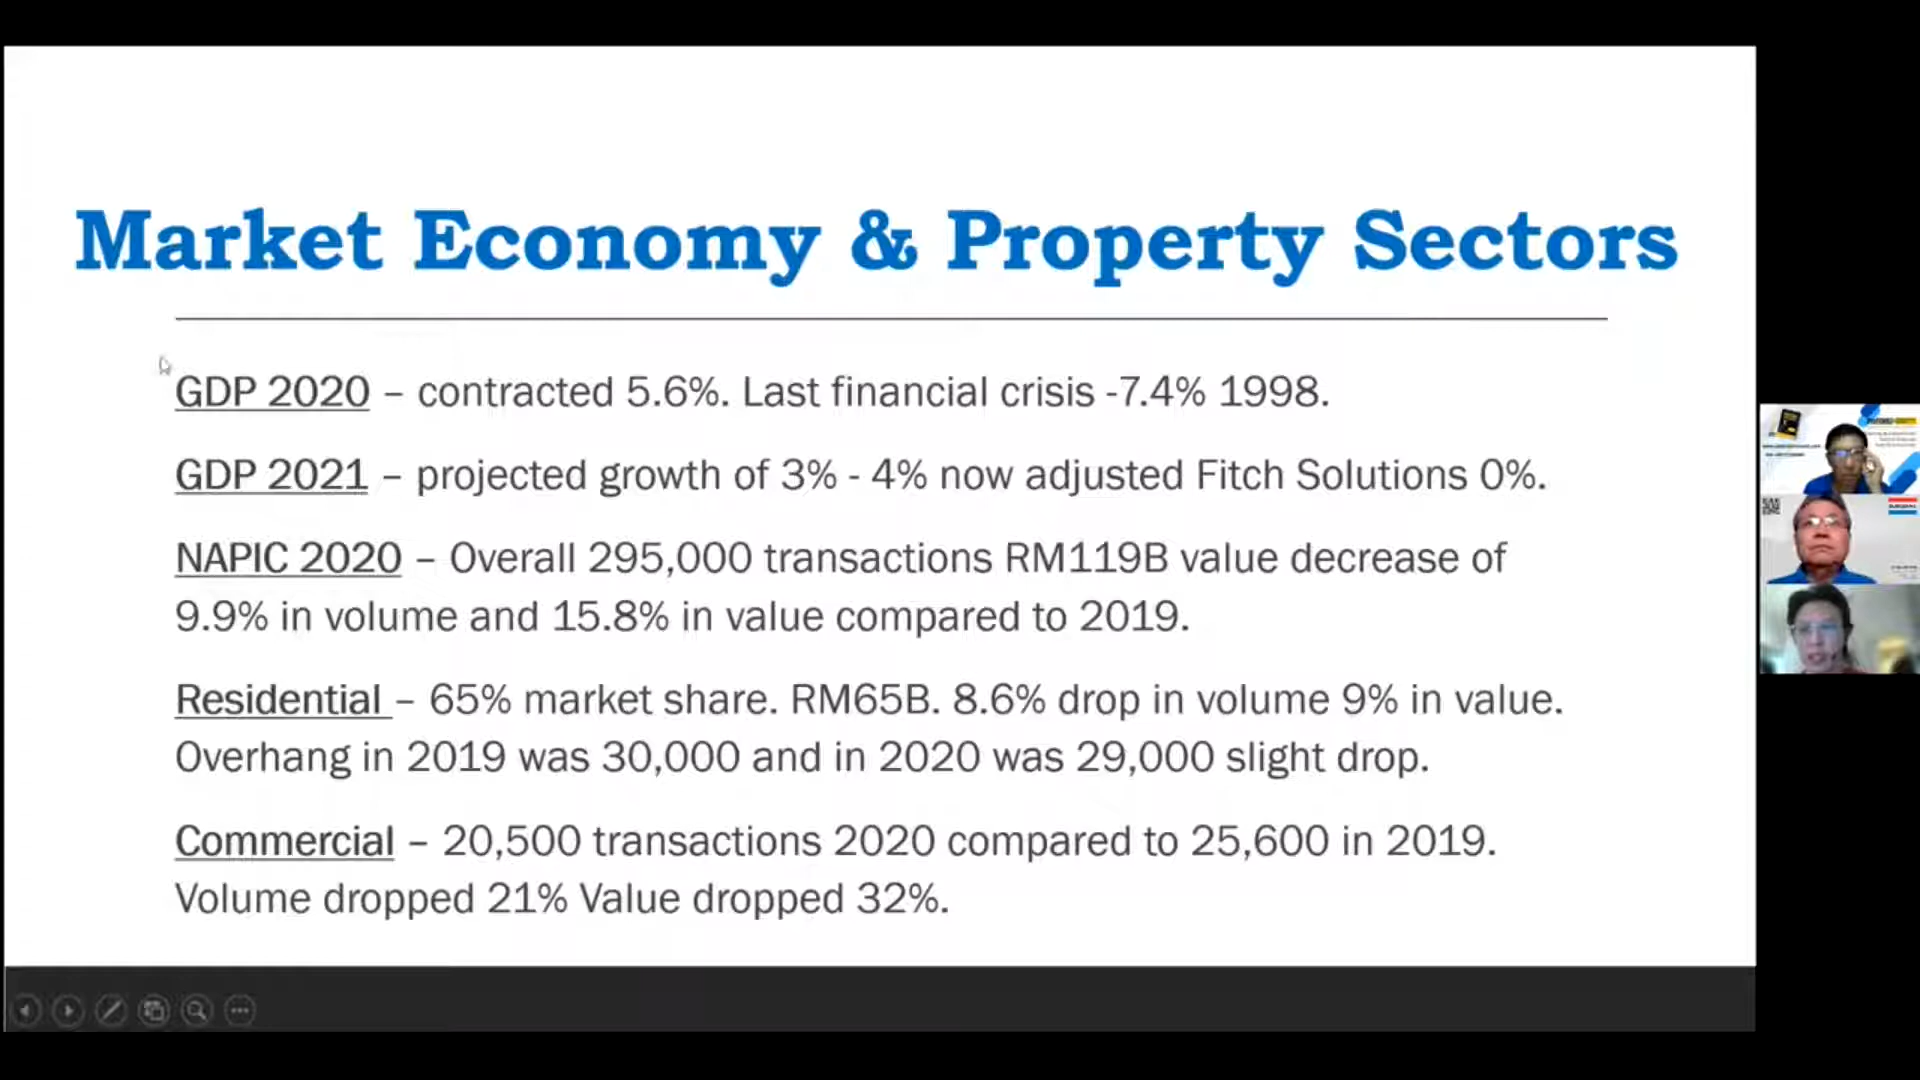 Market Economy & Property Sectors
GDP 2020 – contracted 5.6%. Last financial crisis -7.4% 1998.
GDP 2021 – projected growth of 3% - 4% now adjusted Fitch Solutions 0%.
NAPIC 2020 – Overall 295,000 transactions RM119B value decrease of
9.9% in volume and 15.8% in value compared to 2019.
Residential – 65% market share. RM65B. 8.6% drop in volume 9% in value.
Overhang in 2019 was 30,000 and in 2020 was 29,000 slight drop.
Commercial – 20,500 transactions 2020 compared to 25,600 in 2019.
Volume dropped 21% Value dropped 32%.